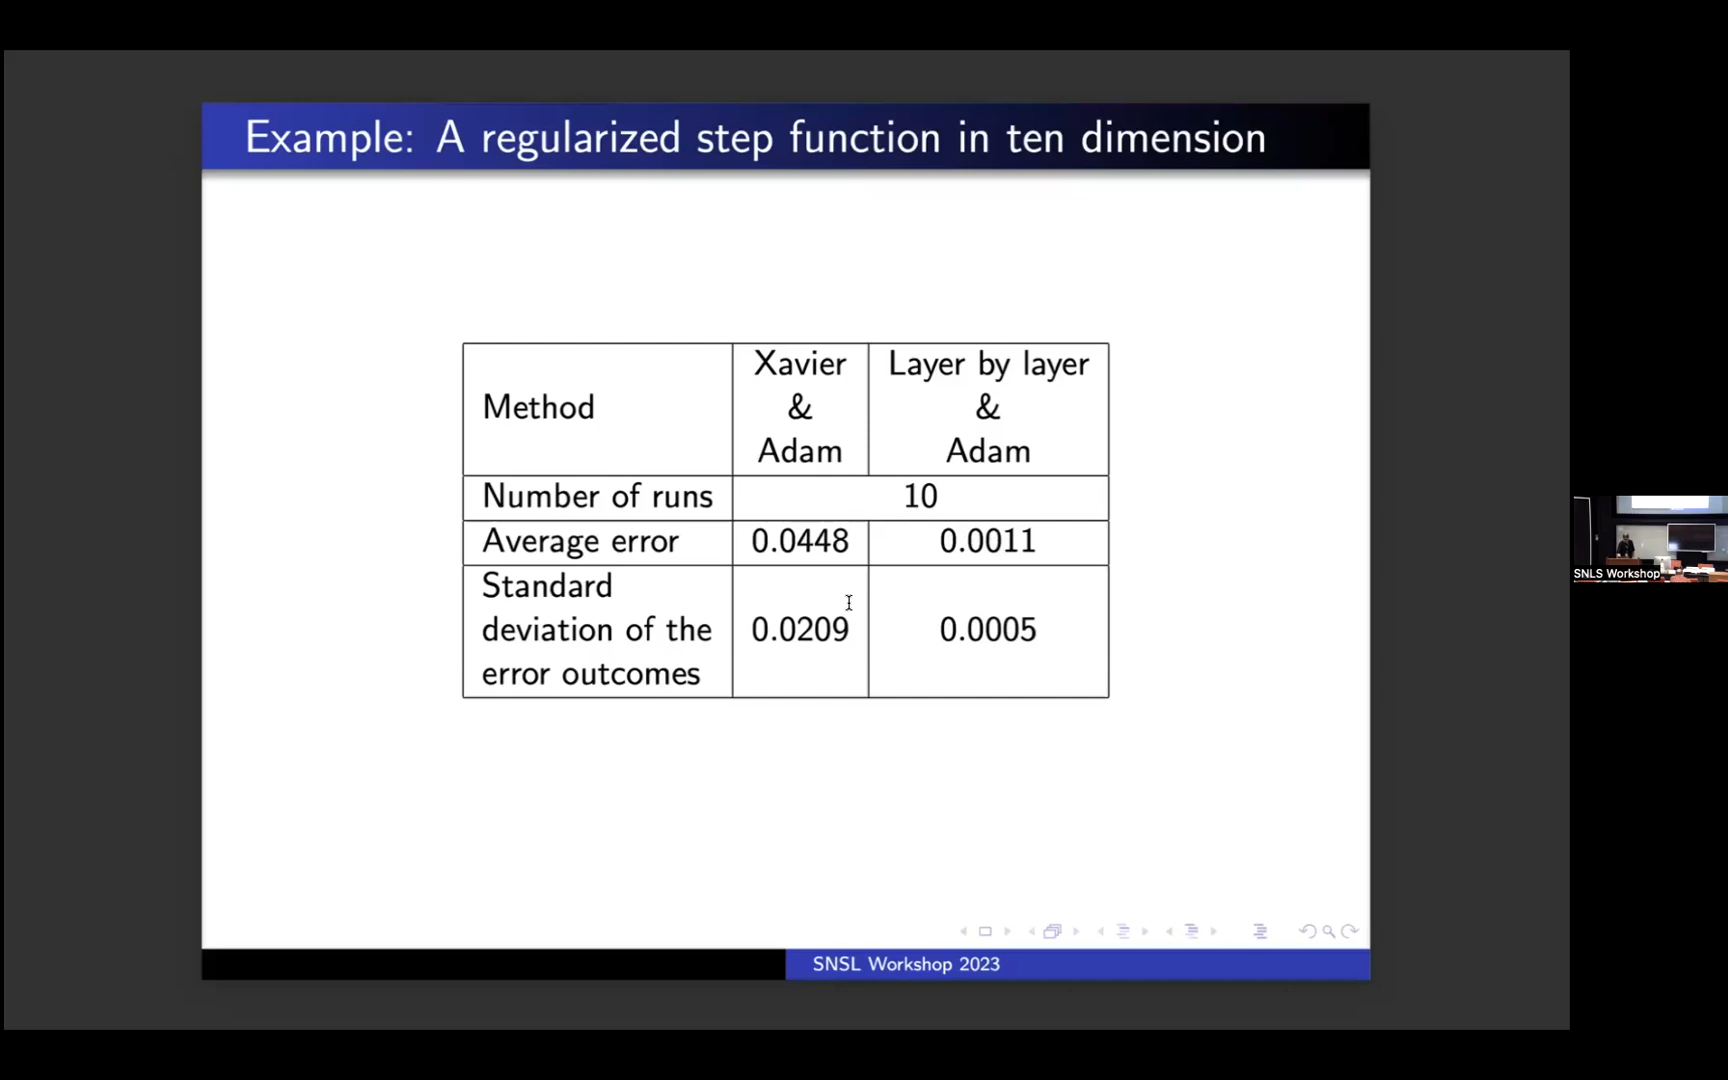 Example: A regularized step function in ten dimension
Method
Xavier
&
Adam
Layer by layer
&
Adam
Number of runs
10
Average error
0.0448
0.0011
Standard
deviation of the
error outcomes
0.0209
0.0005
SNLS Workshop
SNSL Workshop 2023